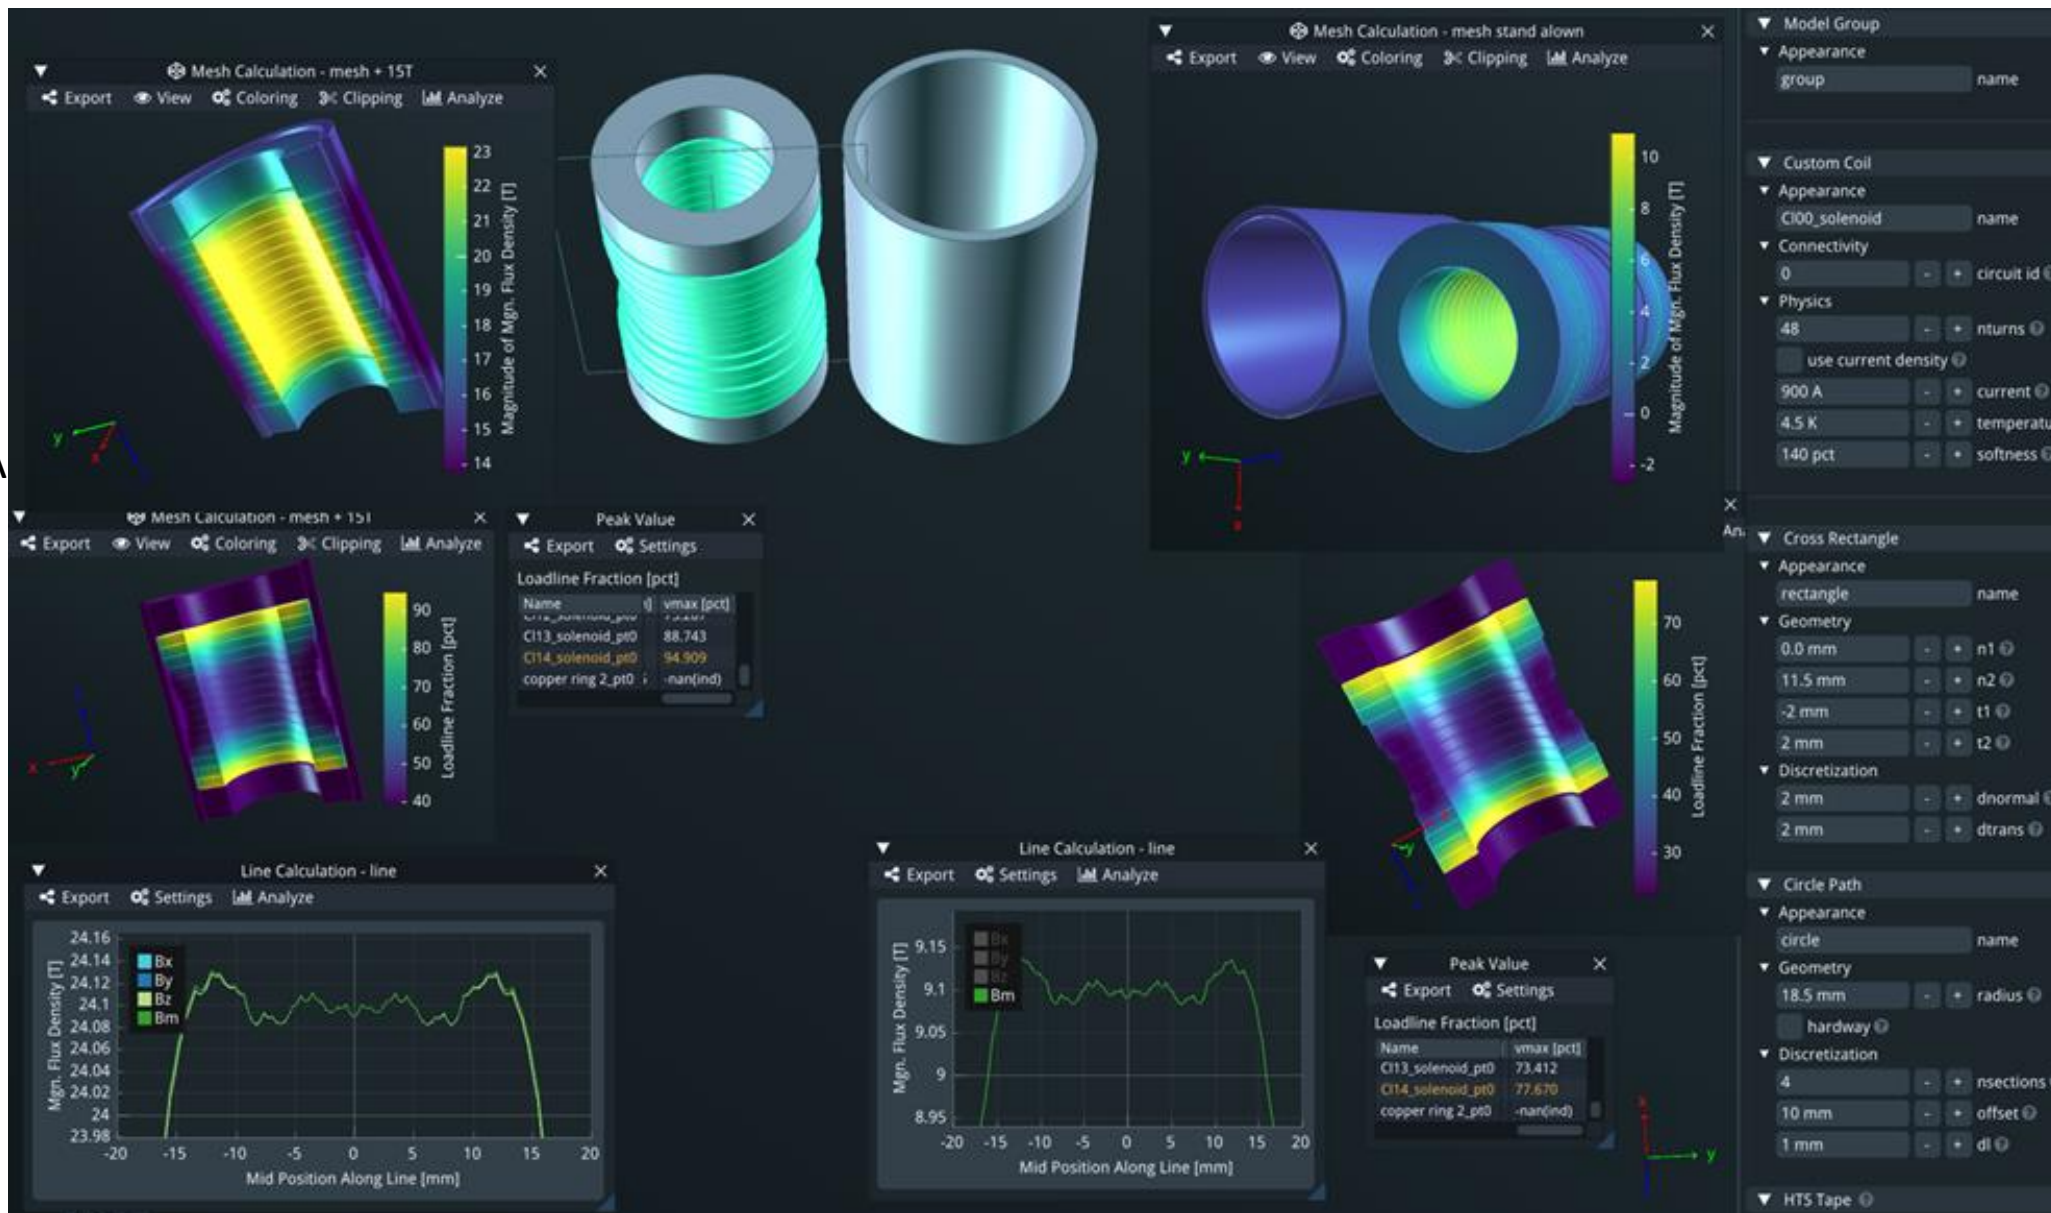 Mesh Calculation - mesh + 15T
Export View Coloring Clipping Analyze
23
22
21
20
19
18
17
16
15
14
Magnitude of Mgn. Flux Density [T]
y
x
A
Mesh Calculation - mesh stand alown
Export View Coloring Clipping Analyze
10
8
6
4
2
0
-2
Magnitude of Mgn. Flux Density [T]
y
Mesh Calculation - mesh + 15T
Export View Coloring Clipping Analyze
90
80
70
60
50
40
Loadline Fraction [pct]
x
y
Peak Value
Export Settings
Loadline Fraction [pct]
Name vmax [pct]
Cl13_solenoid_pt0 88.743
Cl14_solenoid_pt0 94.909
copper ring 2_pt0 -nan(ind)
An
70
60
50
40
30
Loadline Fraction [pct]
y
Line Calculation - line
Export Settings Analyze
24.16
24.14
24.12
24.1
24.08
24.06
24.04
24.02
24
23.98
Mgn. Flux Density [T]
Bx
By
Bz
Bm
-20 -15 -10 -5 0 5 10 15 20
Mid Position Along Line [mm]
Line Calculation - line
Export Settings Analyze
9.15
9.1
9.05
9
8.95
Mgn. Flux Density [T]
Bx
By
Bz
Bm
-20 -15 -10 -5 0 5 10 15 20
Mid Position Along Line [mm]
Peak Value
Export Settings
Loadline Fraction [pct]
Name vmax [pct]
Cl13_solenoid_pt0 73.412
Cl14_solenoid_pt0 77.670
copper ring 2_pt0 -nan(ind)
x
y
Model Group
Appearance
group name
Custom Coil
Appearance
Cl00_solenoid name
Connectivity
0 - + circuit id
Physics
48 - + nturns
use current density
900 A - + current
4.5 K - + temperatu
140 pct - + softness
Cross Rectangle
Appearance
rectangle name
Geometry
0.0 mm - + n1
11.5 mm - + n2
-2 mm - + t1
2 mm - + t2
Discretization
2 mm - + dnormal
2 mm - + dtrans
Circle Path
Appearance
circle name
Geometry
18.5 mm - + radius
hardway
Discretization
4 - + nsections
10 mm - + offset
1 mm - + dl
HTS Tape